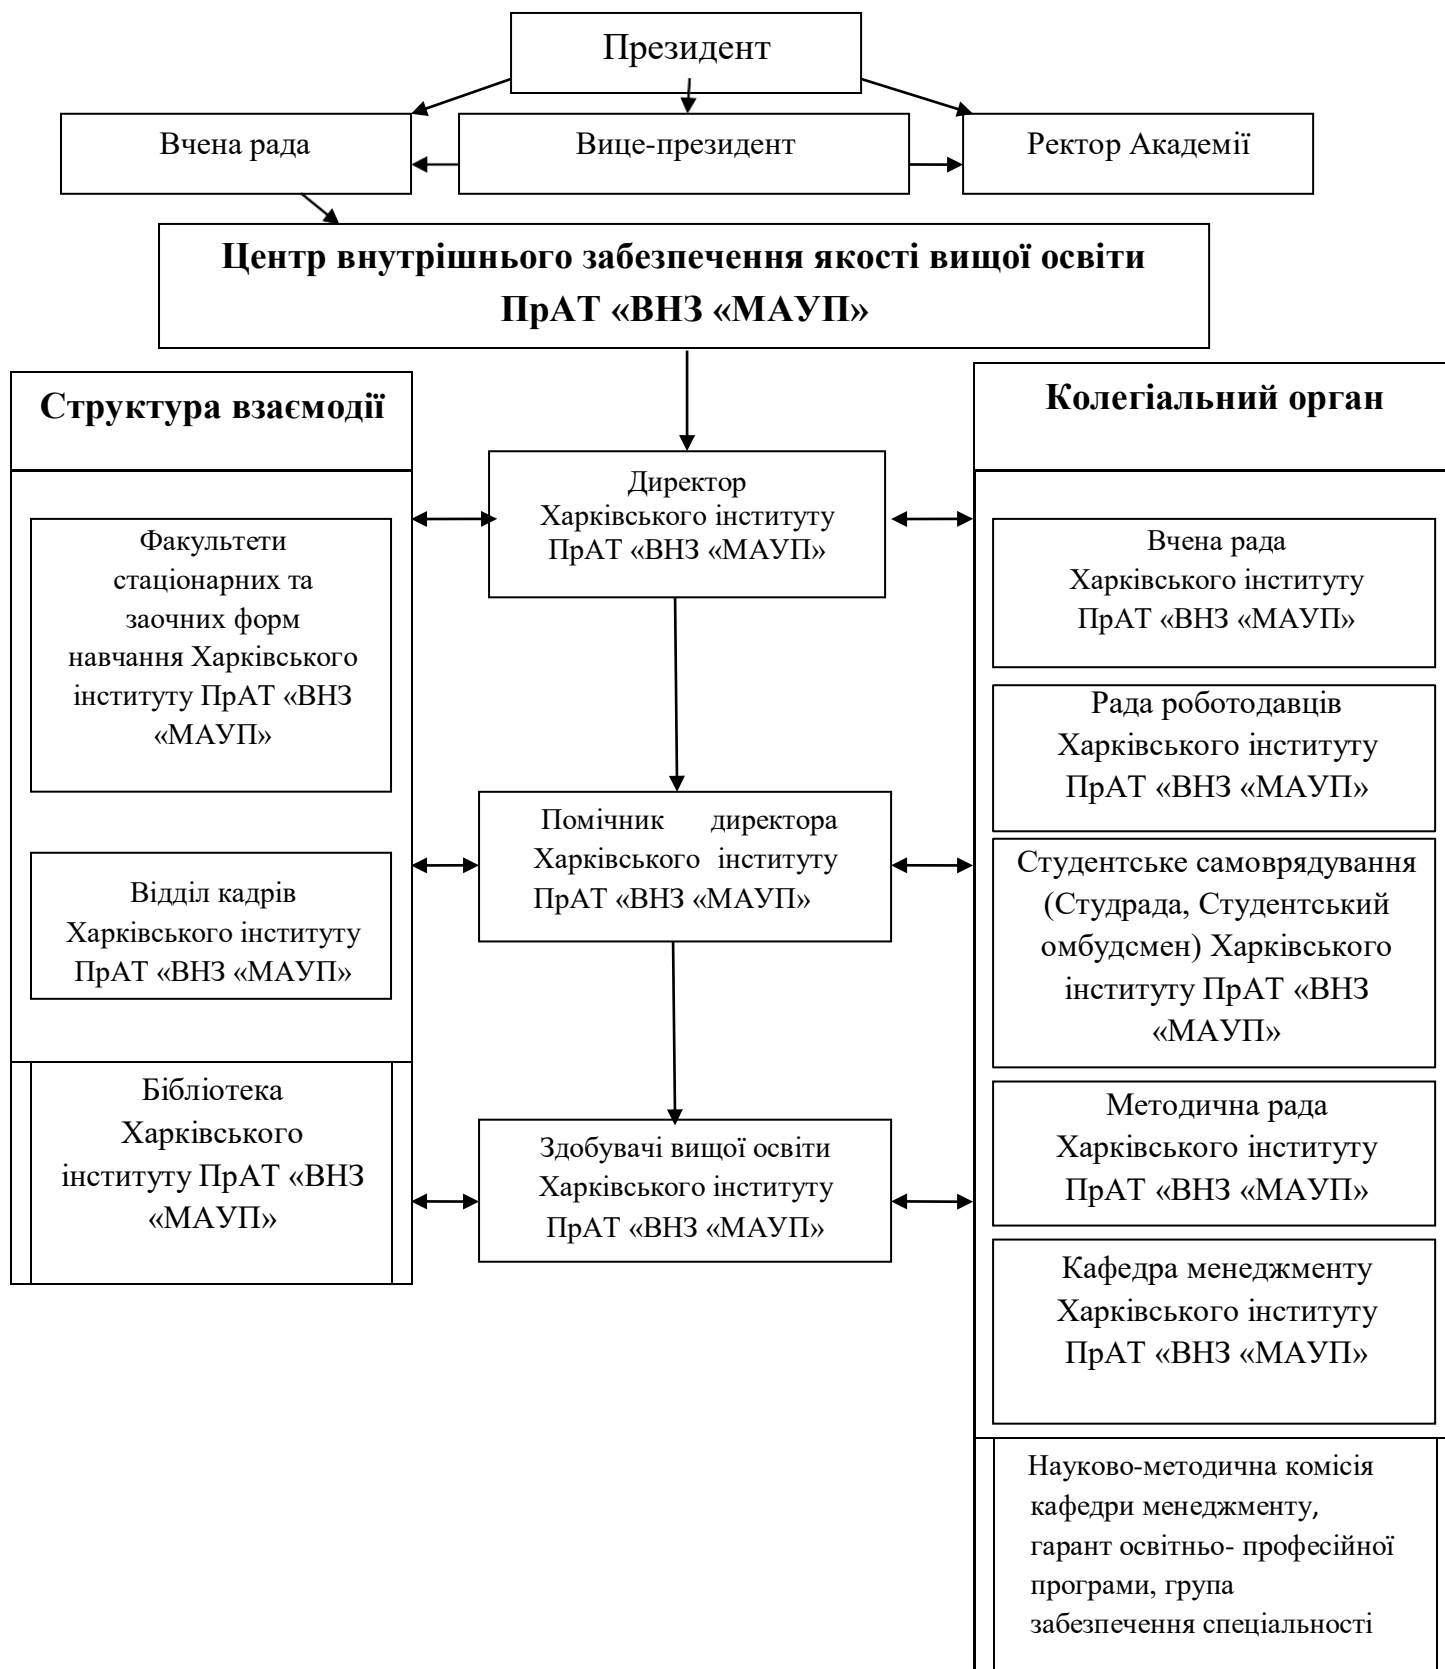 Президент
Вчена рада
Вице-президент
Ректор Академії
Центр внутрішнього забезпечення якості вищої освіти
ПрАТ «ВНЗ «МАУП»
Структура взаємодії
Факультети
стаціонарних та
заочних форм
навчання Харківського
інституту ПрАТ «ВНЗ
«МАУП»
Відділ кадрів
Харківського інституту
ПрАТ «ВНЗ «МАУП»
Бібліотека
Харківського
інституту ПрАТ «ВНЗ
«МАУП»
Директор
Харківського інституту
ПрАТ «ВНЗ «МАУП»
Помічник директора
Харківського інституту
ПрАТ «ВНЗ «МАУП»
Здобувачі вищої освіти
Харківського інституту
ПрАТ «ВНЗ «МАУП»
Колегіальний орган
Вчена рада
Харківського інституту
ПрАТ «ВНЗ «МАУП»
Рада роботодавців
Харківського інституту
ПрАТ «ВНЗ «МАУП»
Студентське самоврядування
(Студрада, Студентський
омбудсмен) Харківського
інституту ПрАТ «ВНЗ
«МАУП»
Методична рада
Харківського інституту
ПрАТ «ВНЗ «МАУП»
Кафедра менеджменту
Харківського інституту
ПрАТ «ВНЗ «МАУП»
Науково-методична комісія
кафедри менеджменту,
гарант освітньо- професійної
програми, група
забезпечення спеціальності